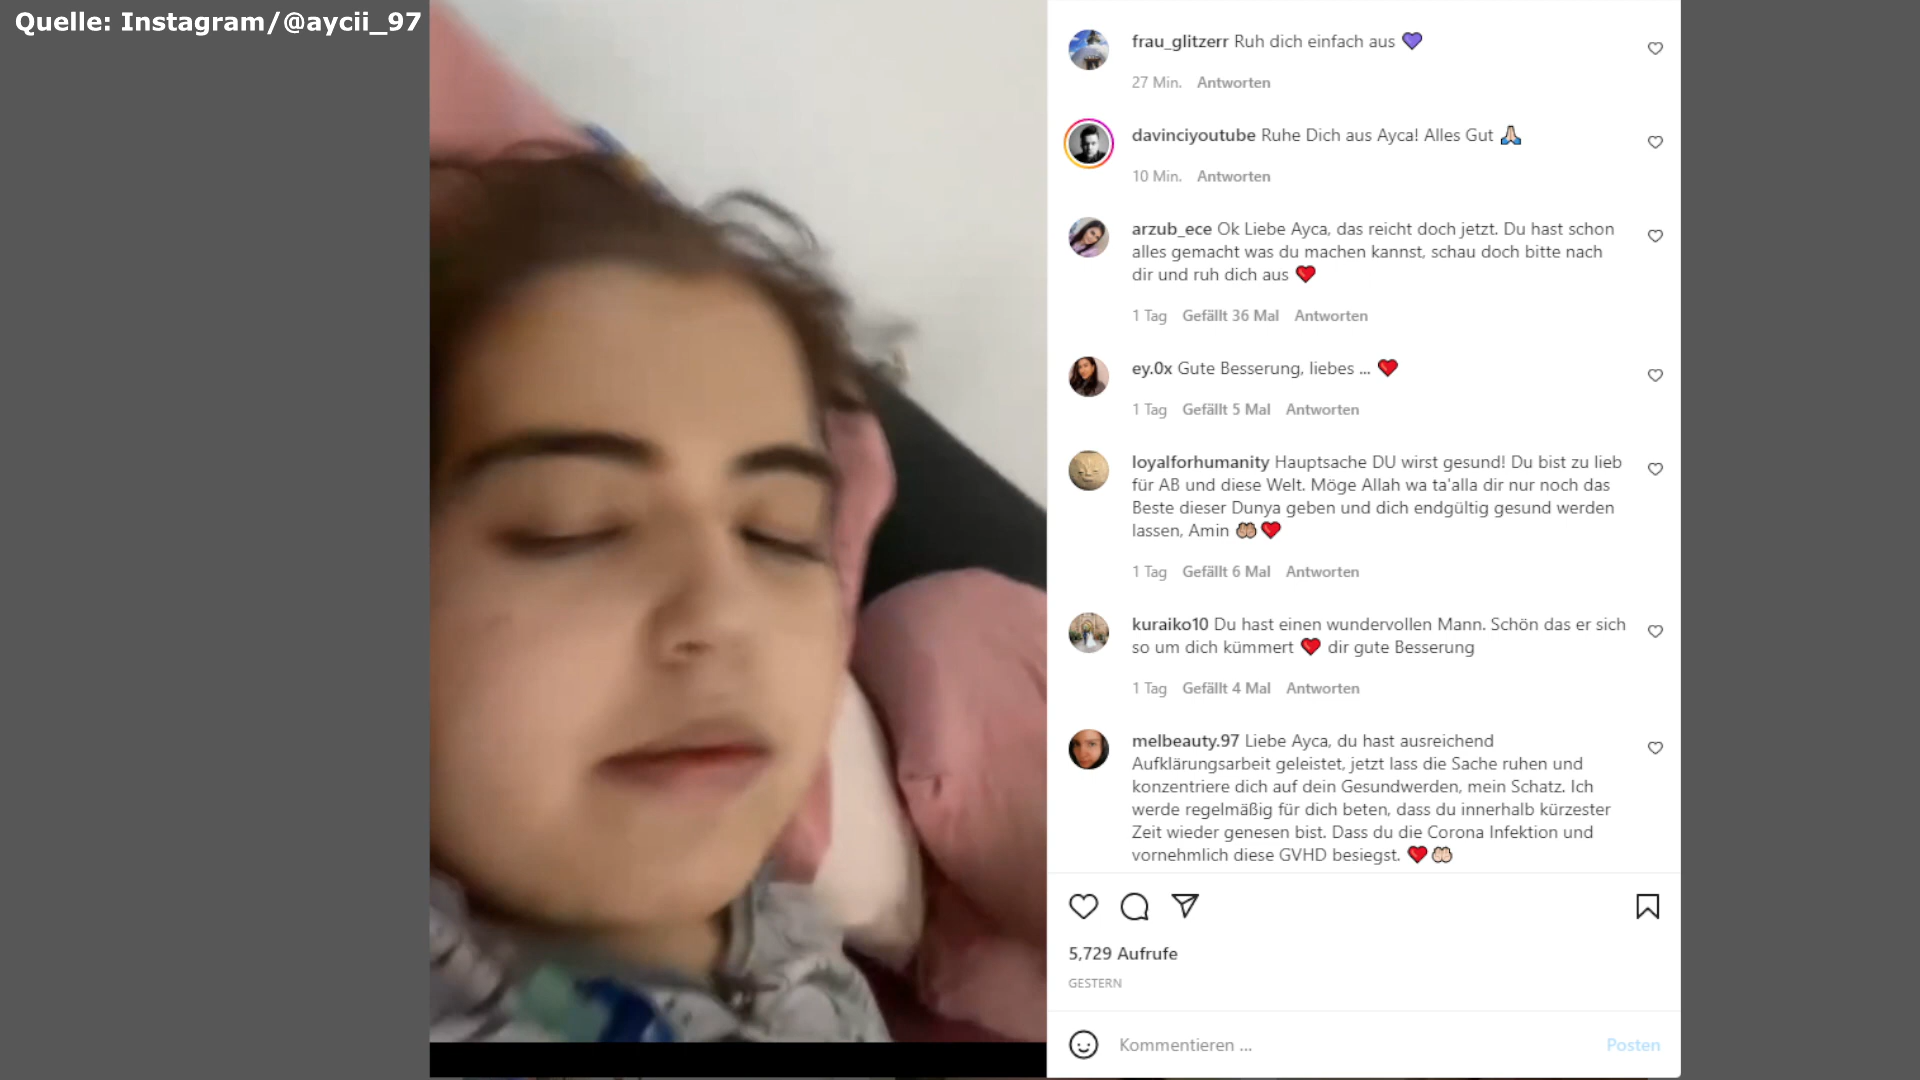 Quelle: Instagram/@aycii_97
frau_glitzerr Ruh dich einfach aus 💜
27 Min. Antworten
davinciyoutube Ruhe Dich aus Ayca! Alles Gut 🙏🏻
10 Min. Antworten
arzub_ece Ok Liebe Ayca, das reicht doch jetzt. Du hast schon
alles gemacht was du machen kannst, schau doch bitte nach
dir und ruh dich aus ❤️
1 Tag Gefällt 36 Mal Antworten
ey.0x Gute Besserung, liebes ... ❤️
1 Tag Gefällt 5 Mal Antworten
loyalforhumanity Hauptsache DU wirst gesund! Du bist zu lieb
für AB und diese Welt. Möge Allah wa ta'alla dir nur noch das
Beste dieser Dunya geben und dich endgültig gesund werden
lassen, Amin 🤲🏽❤️
1 Tag Gefällt 6 Mal Antworten
kuraiko10 Du hast einen wundervollen Mann. Schön das er sich
so um dich kümmert ❤️ dir gute Besserung
1 Tag Gefällt 4 Mal Antworten
melbeauty.97 Liebe Ayca, du hast ausreichend
Aufklärungsarbeit geleistet, jetzt lass die Sache ruhen und
konzentriere dich auf dein Gesundwerden, mein Schatz. Ich
werde regelmäßig für dich beten, dass du innerhalb kürzester
Zeit wieder genesen bist. Dass du die Corona Infektion und
vornehmlich diese GVHD besiegst. ❤️🤲🏻
5,729 Aufrufe
GESTERN
Kommentieren ...
Posten